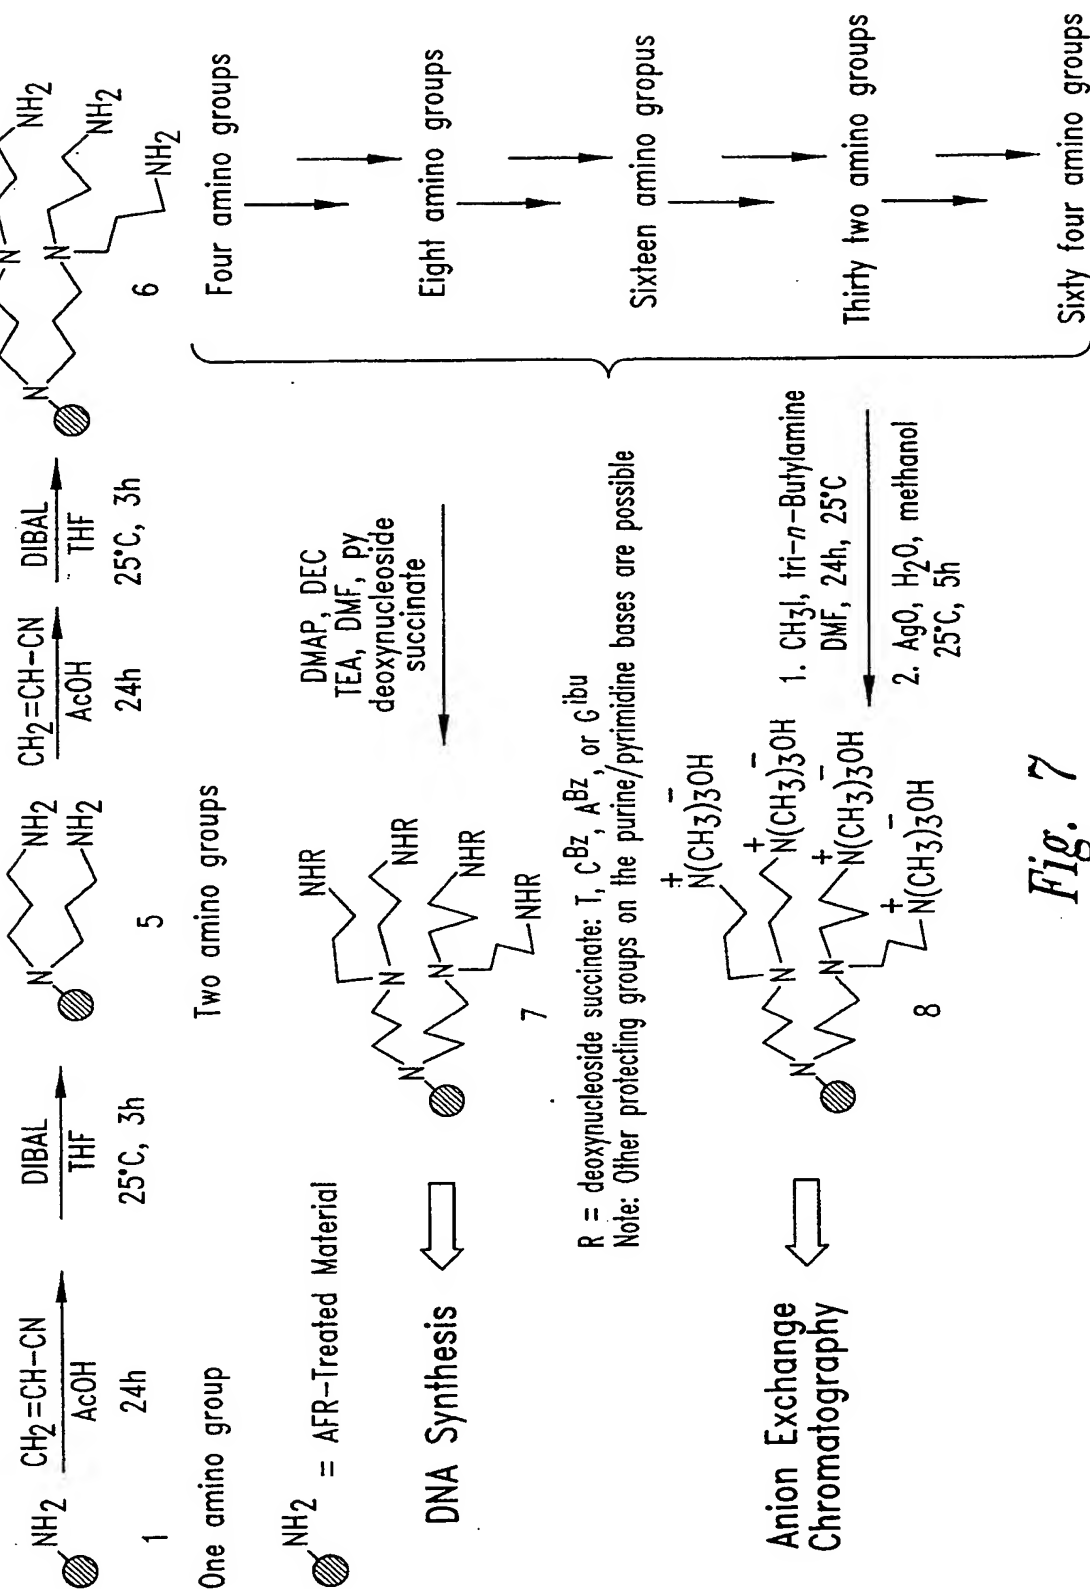 NH2
CH2=CH-CN
AcOH
24h
DIBAL
THF
25°C, 3h
N
NH2
NH2
CH2=CH-CN
AcOH
24h
DIBAL
THF
25°C, 3h
N
N
N
NH2
NH2
NH2
1
5
6
One amino group
Two amino groups
Four amino groups
Eight amino groups
Sixteen amino gropus
Thirty two amino groups
Sixty four amino groups
NH2
= AFR-Treated Material
DNA Synthesis
N
N
N
NHR
NHR
NHR
NHR
7
DMAP, DEC
TEA, DMF, py
deoxynucleoside
succinate
R = deoxynucleoside succinate: T, C^Bz, A^Bz, or G^ibu
Note: Other protecting groups on the purine/pyrimidine bases are possible
Anion Exchange
Chromatography
N
N
N
+ N(CH3)3OH −
+ N(CH3)3OH −
+ N(CH3)3OH −
+ N(CH3)3OH −
8
1. CH3I, tri-n-Butylamine
DMF, 24h, 25°C
2. AgO, H2O, methanol
25°C, 5h
Fig. 7